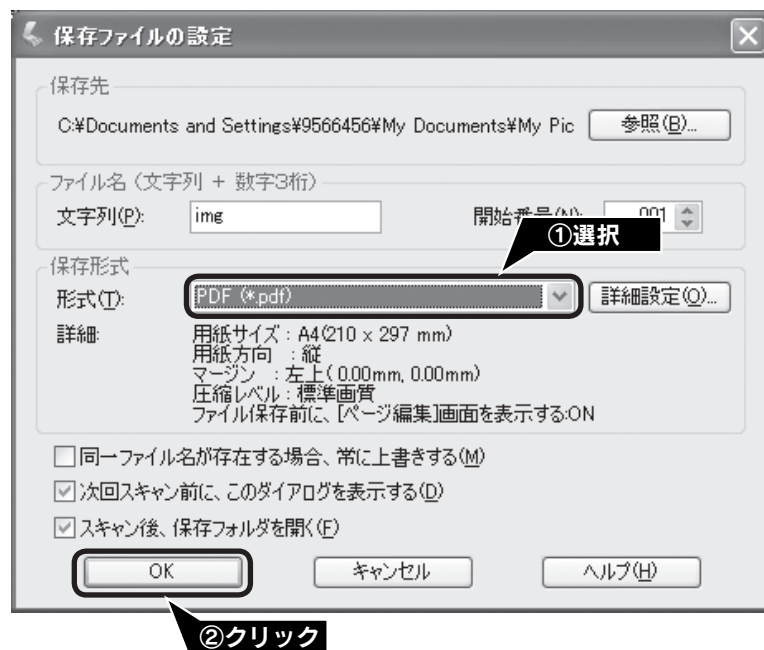 保存ファイルの設定
保存先
C:¥Documents and Settings¥9566456¥My Documents¥My Pic 参照(B)...
ファイル名 (文字列 + 数字3桁)
文字列(P): img 開始番号(N): 001
①選択
保存形式
形式(T): PDF (*.pdf) 詳細設定(O)...
詳細: 用紙サイズ : A4(210 x 297 mm)
用紙方向 : 縦
マージン : 左上( 0.00mm, 0.00mm)
圧縮レベル : 標準画質
ファイル保存前に、[ページ編集]画面を表示する:ON
同一ファイル名が存在する場合、常に上書きする(M)
次回スキャン前に、このダイアログを表示する(D)
スキャン後、保存フォルダを開く(F)
OK キャンセル ヘルプ(H)
②クリック